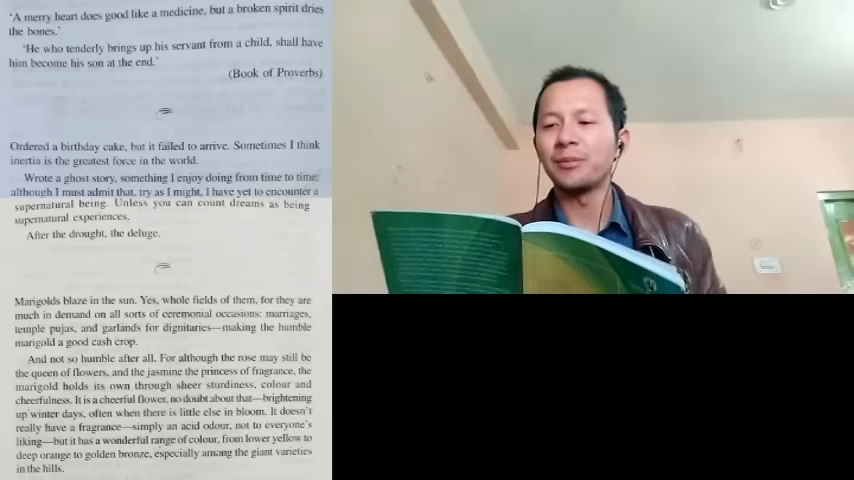 'A merry heart does good like a medicine, but a broken spirit dries
the bones.'
'He who tenderly brings up his servant from a child, shall have
him become his son at the end.'
(Book of Proverbs)
Ordered a birthday cake, but it failed to arrive. Sometimes I think
inertia is the greatest force in the world.
Wrote a ghost story, something I enjoy doing from time to time;
although I must admit that, try as I might, I have yet to encounter a
supernatural being. Unless you can count dreams as being
supernatural experiences.
After the drought, the deluge.
Marigolds blaze in the sun. Yes, whole fields of them, for they are
much in demand on all sorts of ceremonial occasions: marriages,
temple pujas, and garlands for dignitaries—making the humble
marigold a good cash crop.
And not so humble after all. For although the rose may still be
the queen of flowers, and the jasmine the princess of fragrance, the
marigold holds its own through sheer sturdiness, colour and
cheerfulness. It is a cheerful flower, no doubt about that—brightening
up winter days, often when there is little else in bloom. It doesn't
really have a fragrance—simply an acid odour, not to everyone's
liking—but it has a wonderful range of colour, from lower yellow to
deep orange to golden bronze, especially among the giant varieties
in the hills.